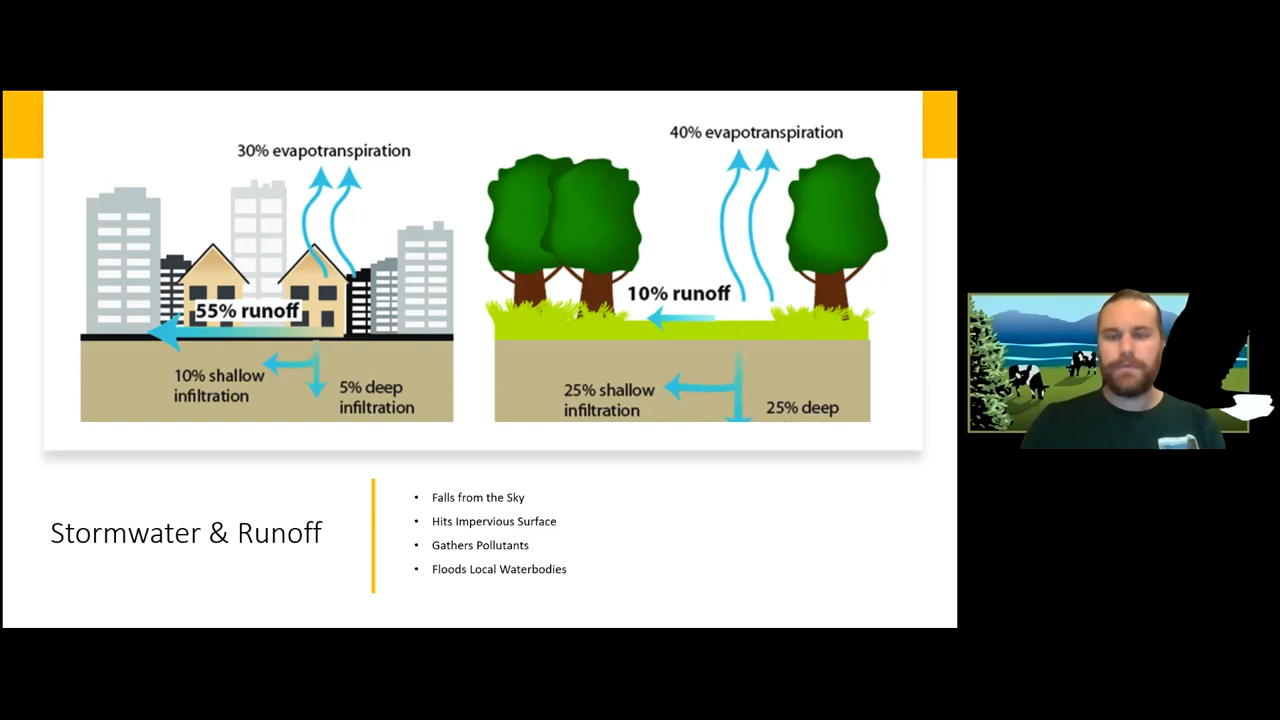 30% evapotranspiration
55% runoff
10% shallow
infiltration
5% deep
infiltration
40% evapotranspiration
10% runoff
25% shallow
infiltration
25% deep
Stormwater & Runoff
• Falls from the Sky
• Hits Impervious Surface
• Gathers Pollutants
• Floods Local Waterbodies